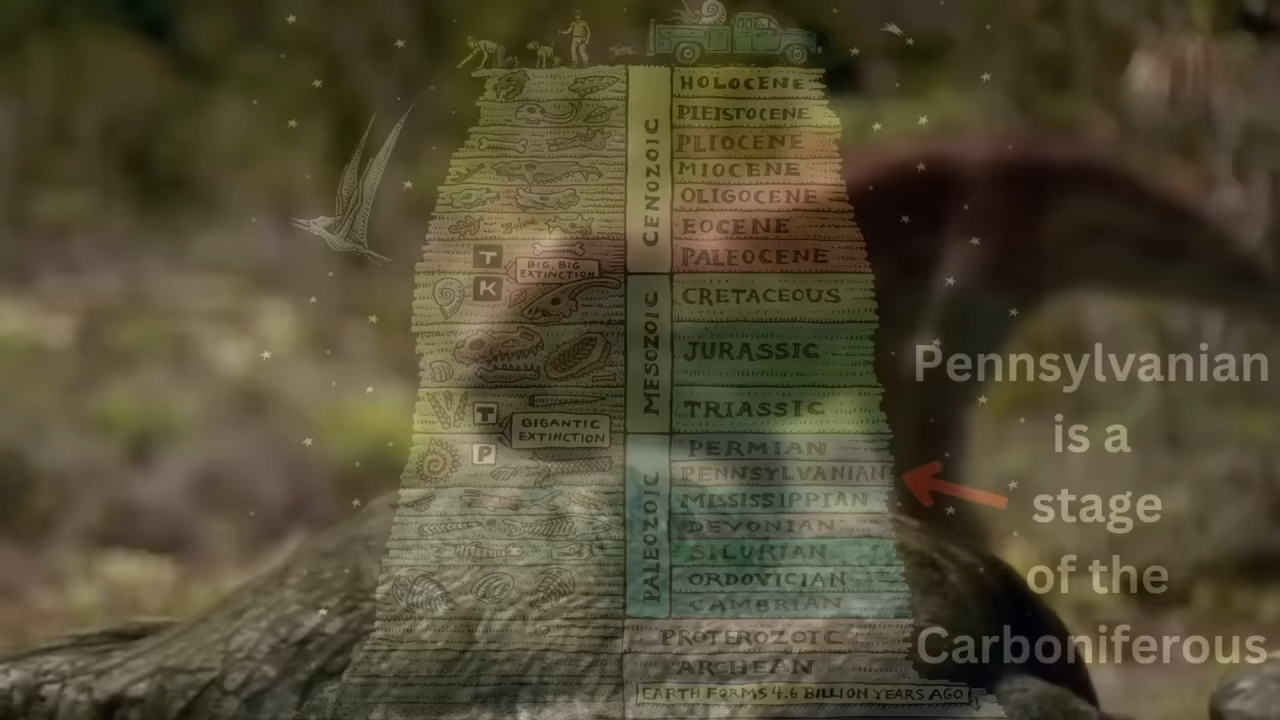 HOLOCENE
PLEISTOCENE
PLIOCENE
MIOCENE
OLIGOCENE
EOCENE
PALEOCENE
CENOZOIC
T
BIG, BIG
EXTINCTION
K
CRETACEOUS
JURASSIC
TRIASSIC
MESOZOIC
T
GIGANTIC
EXTINCTION
P
PERMIAN
PENNSYLVANIAN
MISSISSIPPIAN
DEVONIAN
SILURIAN
ORDOVICIAN
CAMBRIAN
PALEOZOIC
PROTEROZOIC
ARCHEAN
EARTH FORMS 4.6 BILLION YEARS AGO
Pennsylvanian
is a
stage
of the
Carboniferous